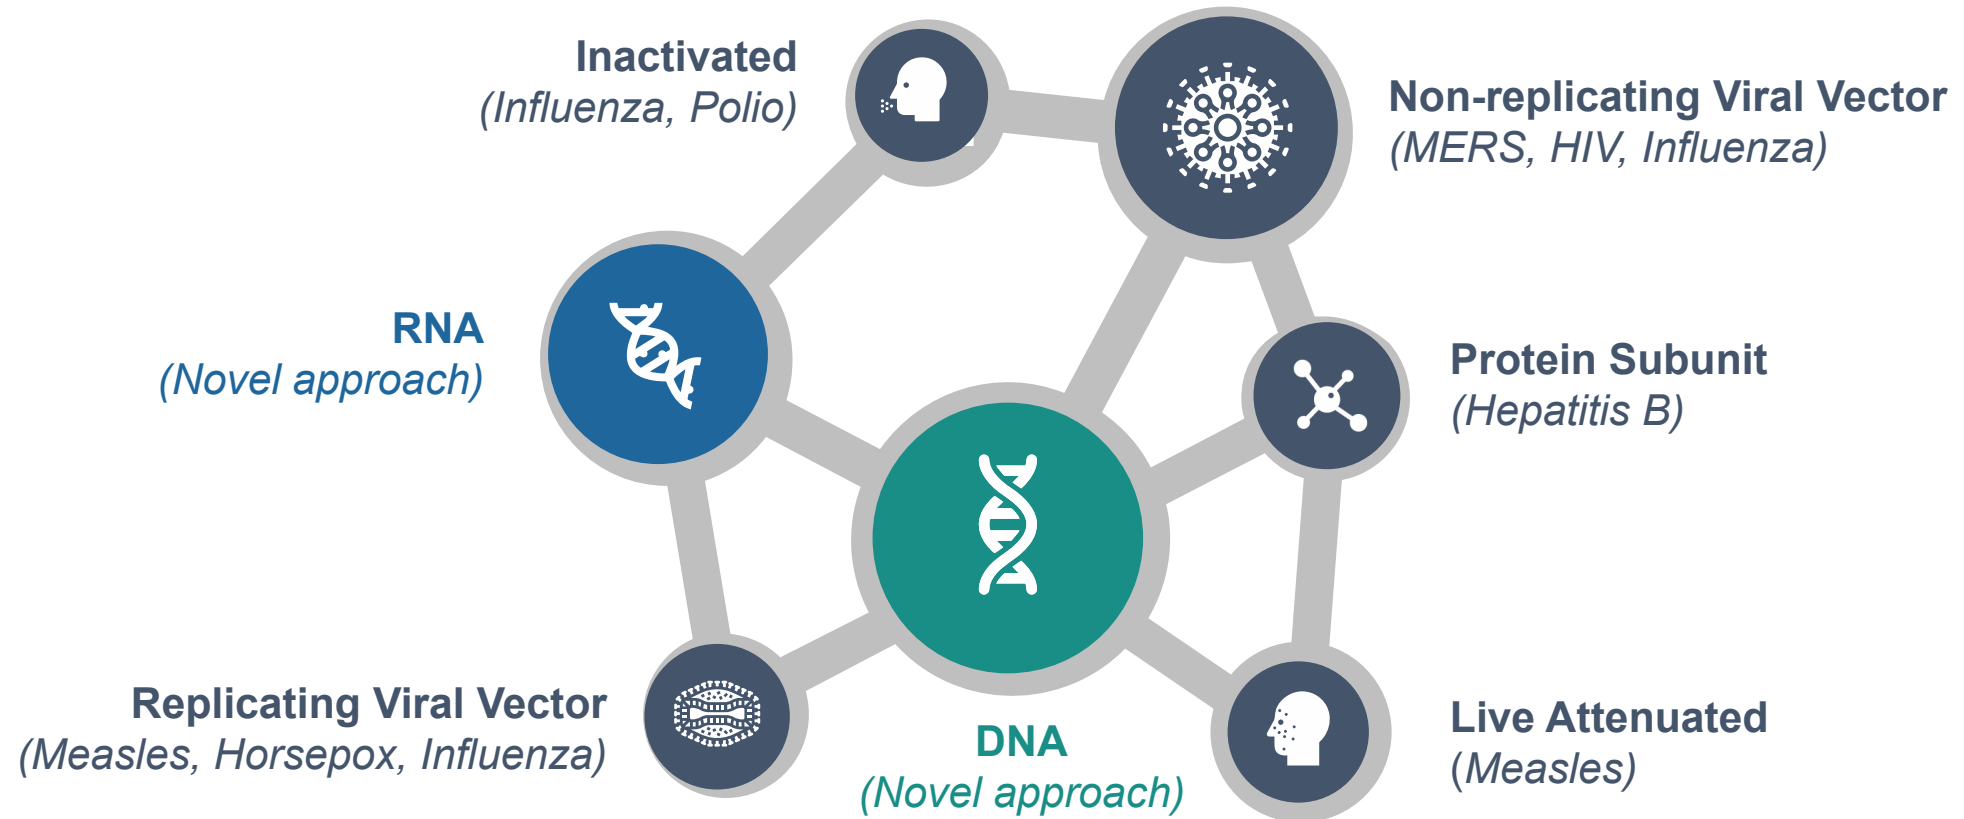 Inactivated
(Influenza, Polio)
Non-replicating Viral Vector
(MERS, HIV, Influenza)
RNA
(Novel approach)
Protein Subunit
(Hepatitis B)
Replicating Viral Vector
(Measles, Horsepox, Influenza)
DNA
(Novel approach)
Live Attenuated
(Measles)